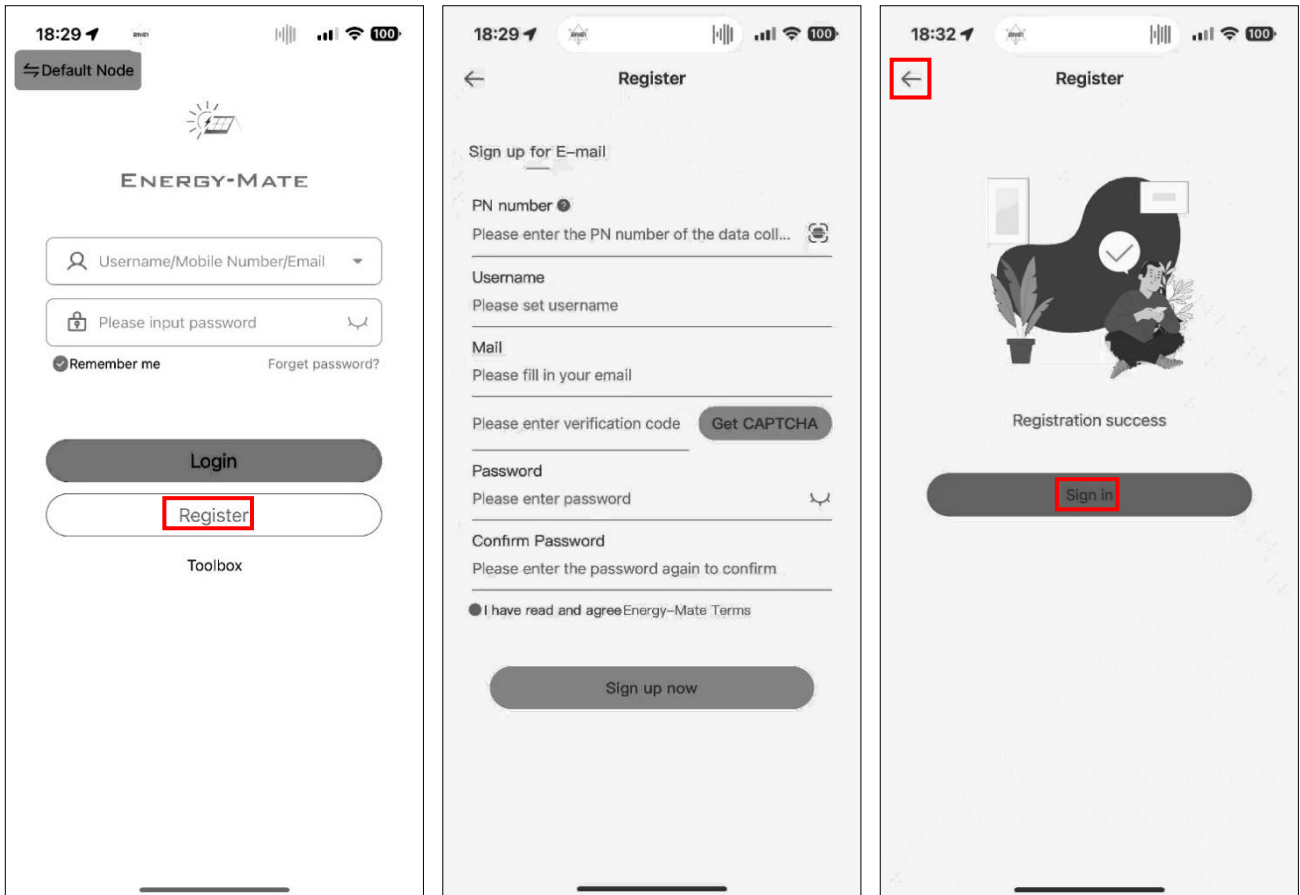 18:29
100
Default Node
ENERGY-MATE
Username/Mobile Number/Email
Please input password
Remember me
Forget password?
Login
Register
Toolbox
18:29
100
Register
Sign up for E-mail
PN number
Please enter the PN number of the data coll...
Username
Please set username
Mail
Please fill in your email
Please enter verification code
Get CAPTCHA
Password
Please enter password
Confirm Password
Please enter the password again to confirm
I have read and agree Energy-Mate Terms
Sign up now
18:32
100
Register
Registration success
Sign in